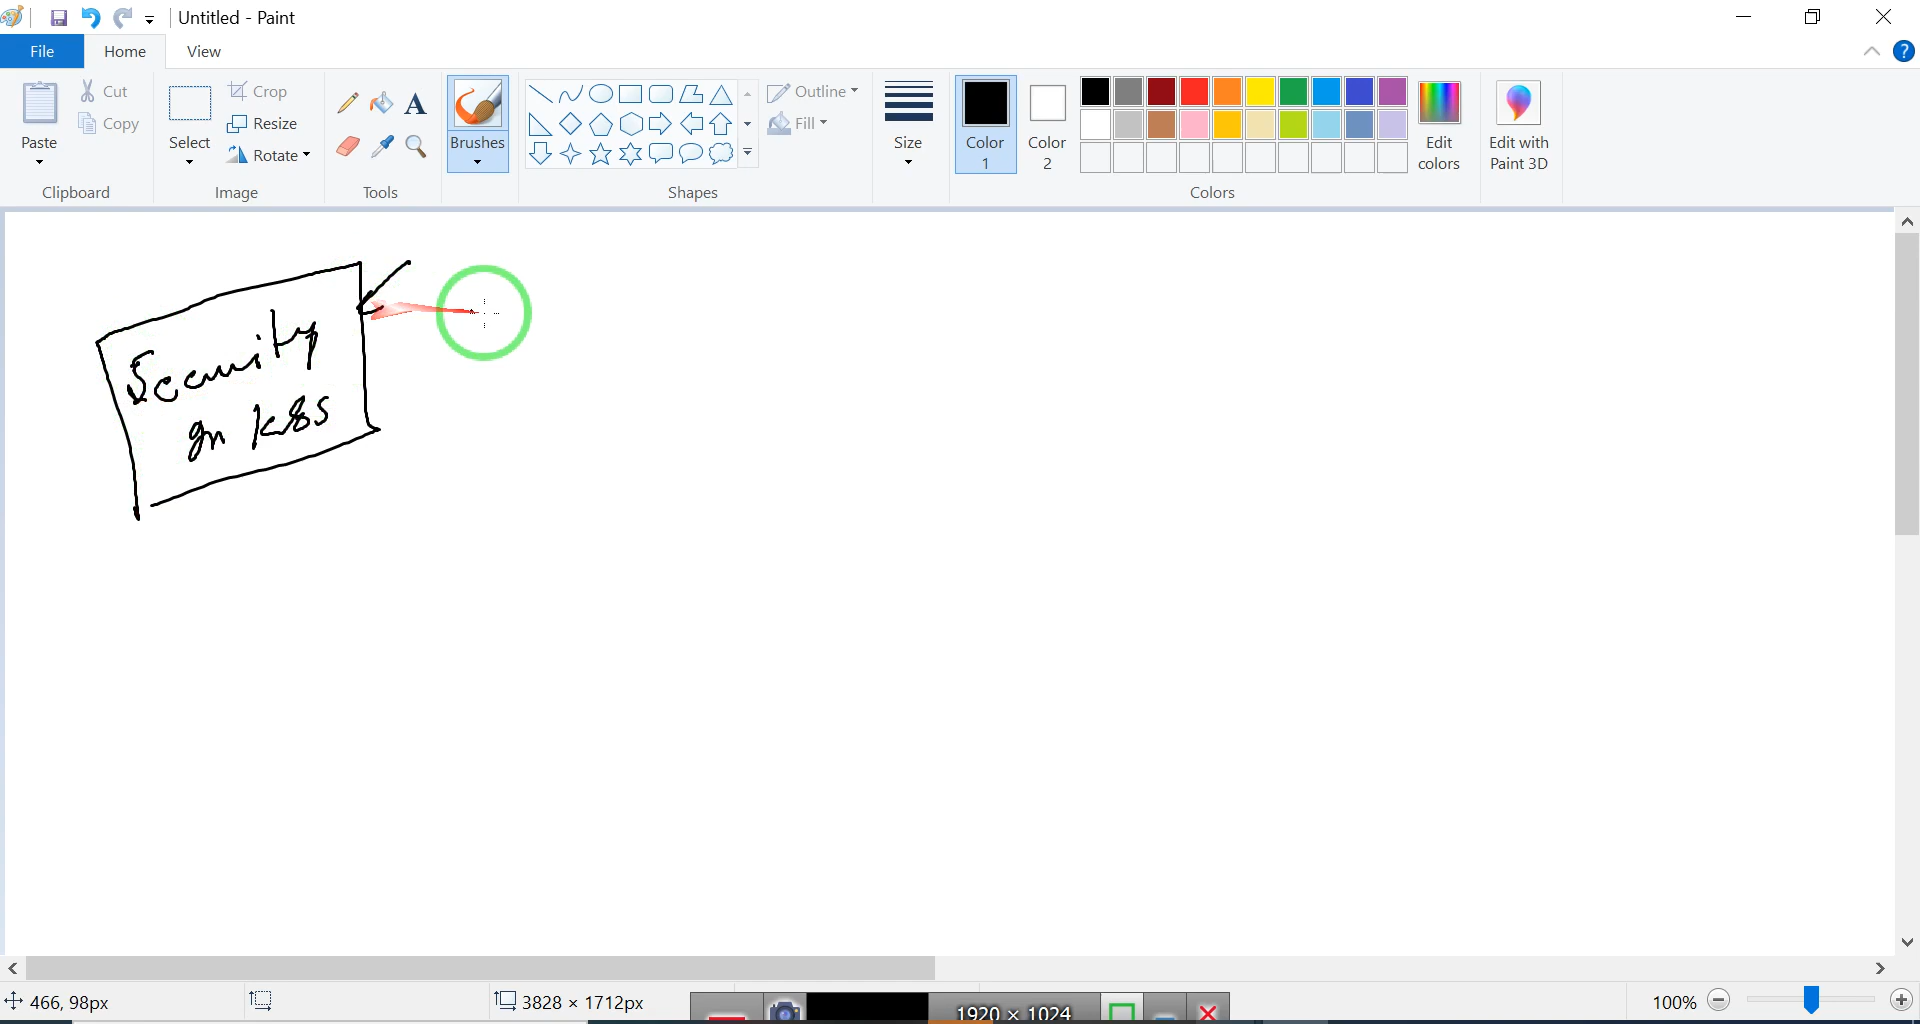 Untitled - Paint
File Home View
?
Paste
Cut
Copy
Clipboard
Select
Crop
Resize
Rotate
Image
A
Tools
Brushes
Outline
Fill
Shapes
Size
Color 1
Color 2
Edit colors
Colors
Edit with Paint 3D
Security
in k8s
466, 98px
3828 × 1712px
1920 × 1024
100%